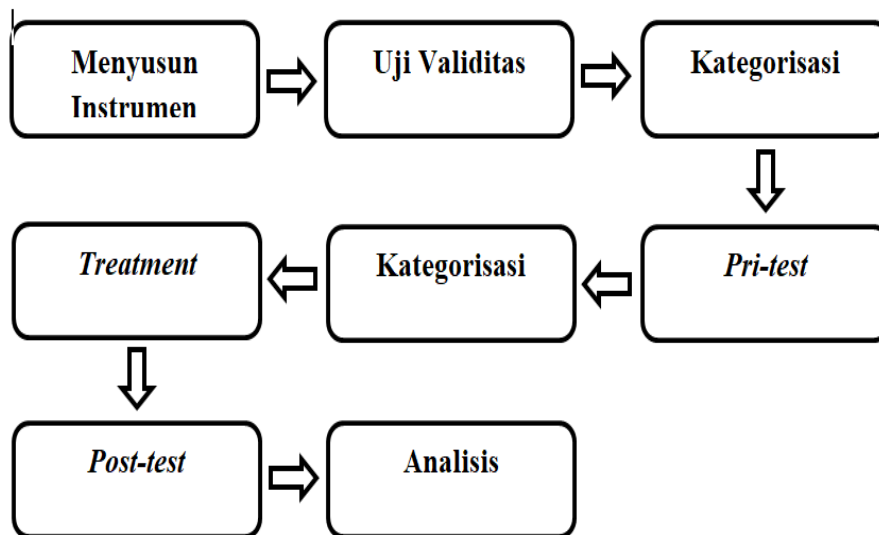 Menyusun
Instrumen
Uji Validitas
Kategorisasi
Pri-test
Kategorisasi
Treatment
Post-test
Analisis